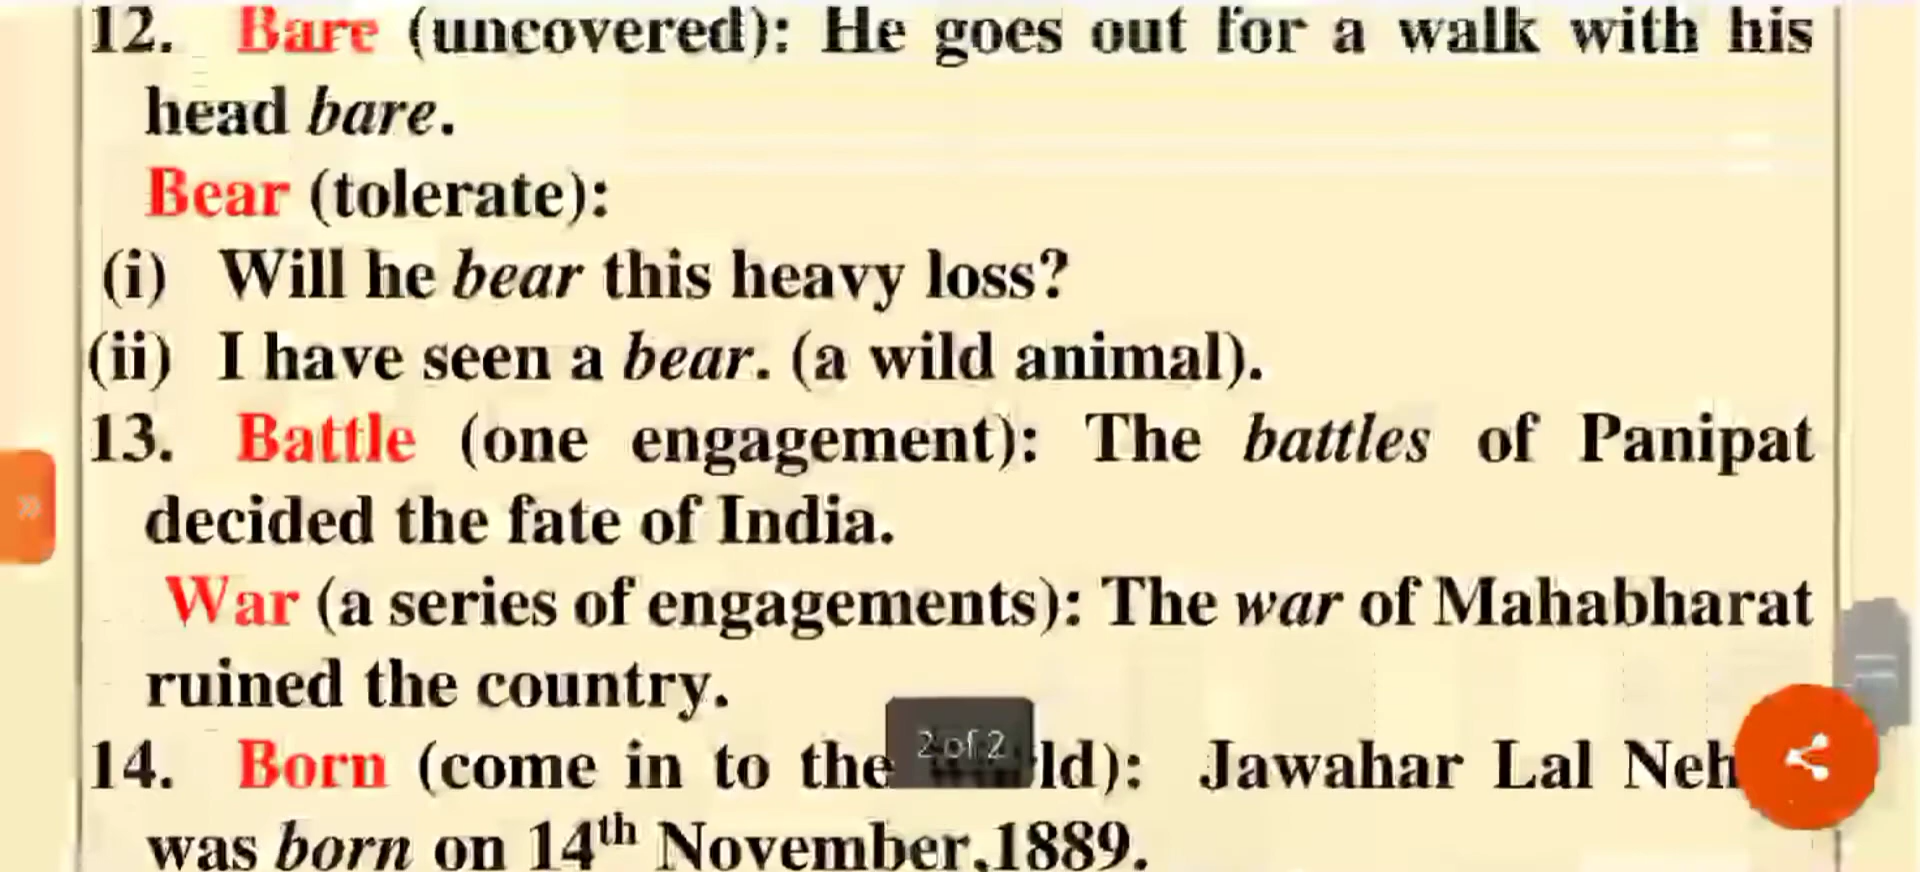 12. Bare (uncovered): He goes out for a walk with his
head bare.
Bear (tolerate):
(i) Will he bear this heavy loss?
(ii) I have seen a bear. (a wild animal).
13. Battle (one engagement): The battles of Panipat
decided the fate of India.
War (a series of engagements): The war of Mahabharat
ruined the country.
14. Born (come in to the ld): Jawahar Lal Neh
2 of 2
was born on 14th November,1889.